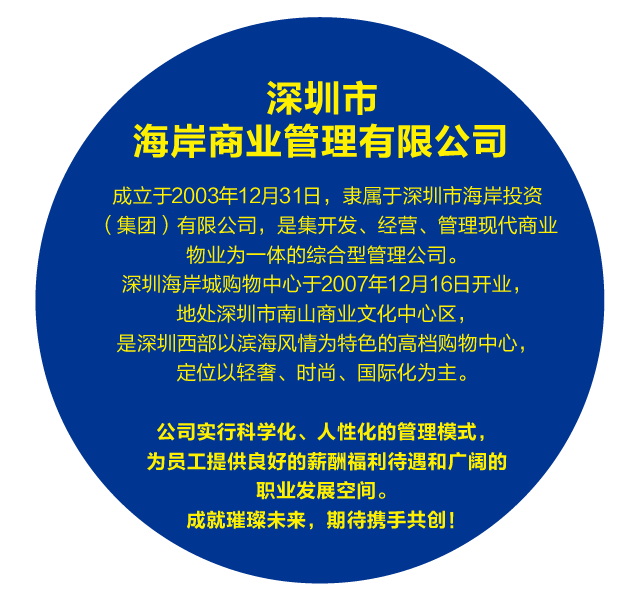 深圳市
海岸商业管理有限公司
成立于2003年12月31日，隶属于深圳市海岸投资
（集团）有限公司，是集开发、经营、管理现代商业
物业为一体的综合型管理公司。
深圳海岸城购物中心于2007年12月16日开业，
地处深圳市南山商业文化中心区，
是深圳西部以滨海风情为特色的高档购物中心，
定位以轻奢、时尚、国际化为主。
公司实行科学化、人性化的管理模式，
为员工提供良好的薪酬福利待遇和广阔的
职业发展空间。
成就璀璨未来，期待携手共创！